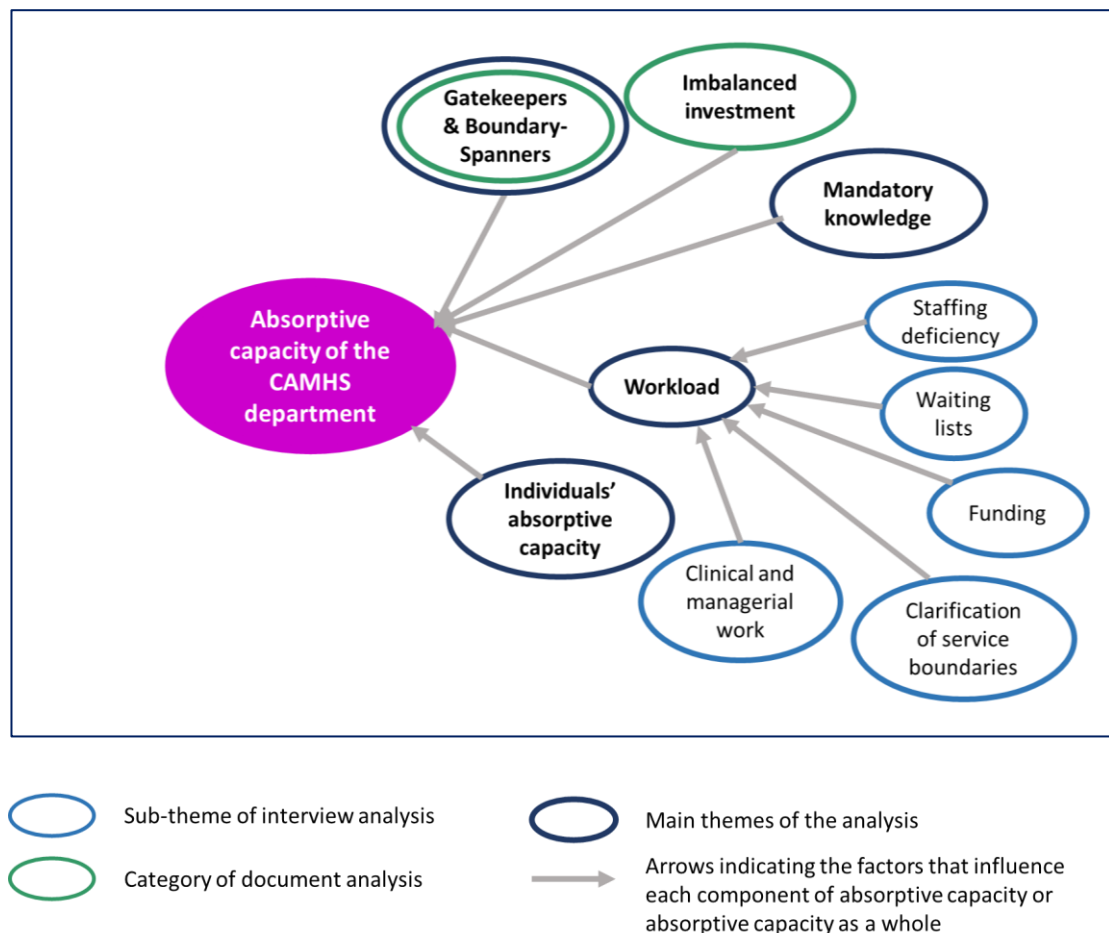 Gatekeepers
& Boundary-
Spanners
Imbalanced
investment
Mandatory
knowledge
Absorptive
capacity of the
CAMHS
department
Staffing
deficiency
Workload
Waiting
lists
Individuals’
absorptive
capacity
Funding
Clinical and
managerial
work
Clarification
of service
boundaries
Sub-theme of interview analysis
Category of document analysis
Main themes of the analysis
Arrows indicating the factors that influence
each component of absorptive capacity or
absorptive capacity as a whole